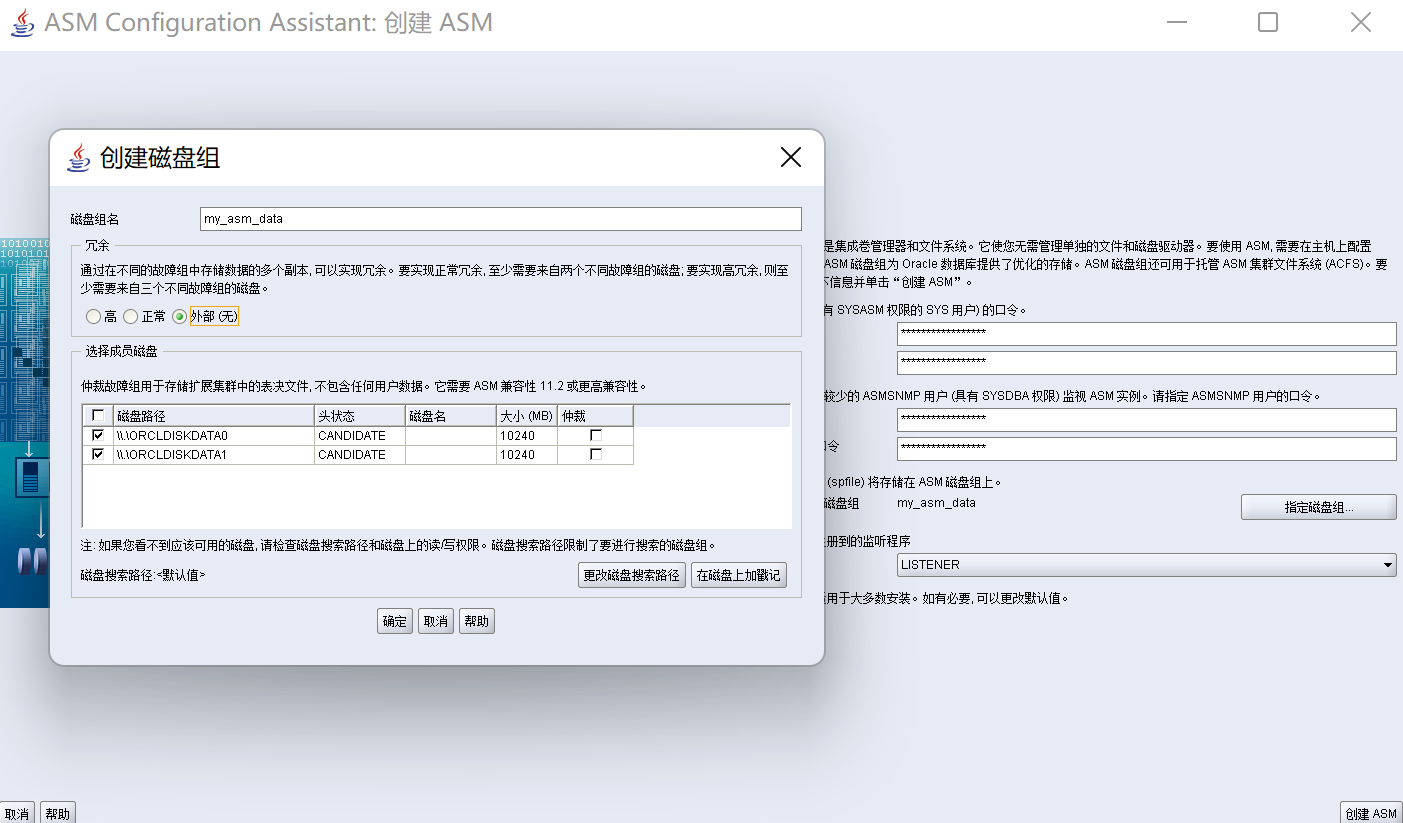 ASM Configuration Assistant: 创建 ASM
创建磁盘组
磁盘组名
my_asm_data
冗余
通过在不同的故障组中存储数据的多个副本, 可以实现冗余。要实现正常冗余, 至少需要来自两个不同故障组的磁盘; 要实现高冗余, 则至
少需要来自三个不同故障组的磁盘。
高 正常 外部 (无)
选择成员磁盘
仲裁故障组用于存储扩展集群中的表决文件, 不包含任何用户数据。它需要 ASM 兼容性 11.2 或更高兼容性。
磁盘路径 头状态 磁盘名 大小 (MB) 仲裁
\\.\ORCLDISKDATA0 CANDIDATE 10240
\\.\ORCLDISKDATA1 CANDIDATE 10240
注: 如果您看不到应该可用的磁盘, 请检查磁盘搜索路径和磁盘上的读/写权限。磁盘搜索路径限制了要进行搜索的磁盘组。
磁盘搜索路径:<默认值>
更改磁盘搜索路径 在磁盘上加戳记
确定 取消 帮助
是集成卷管理器和文件系统。它使您无需管理单独的文件和磁盘驱动器。要使用 ASM, 需要在主机上配置
ASM 磁盘组为 Oracle 数据库提供了优化的存储。ASM 磁盘组还可用于托管 ASM 集群文件系统 (ACFS)。要
信息并单击“创建 ASM”。
有 SYSASM 权限的 SYS 用户) 的口令。
*****************
*****************
较少的 ASMSNMP 用户 (具有 SYSDBA 权限) 监视 ASM 实例。请指定 ASMSNMP 用户的口令。
*****************
口令
*****************
(spfile) 将存储在 ASM 磁盘组上。
磁盘组 my_asm_data 指定磁盘组...
册到的监听程序
LISTENER
用于大多数安装。如有必要, 可以更改默认值。
取消 帮助 创建 ASM